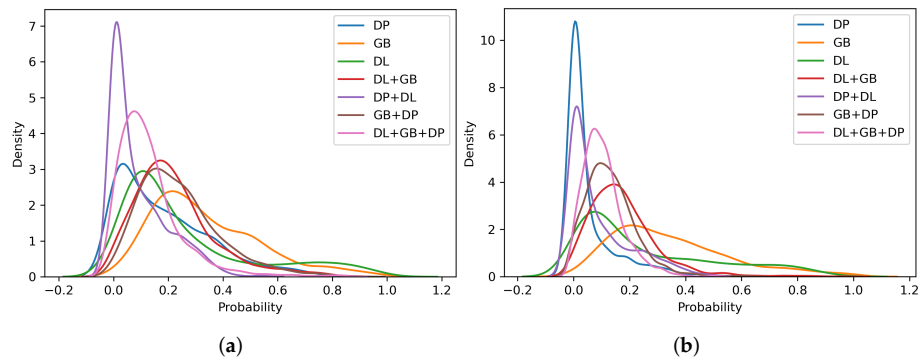 7
6
5
4
3
2
1
0
Density
−0.2 0.0 0.2 0.4 0.6 0.8 1.0 1.2
Probability
DP
GB
DL
DL+GB
DP+DL
GB+DP
DL+GB+DP
(a)
10
8
6
4
2
0
Density
−0.2 0.0 0.2 0.4 0.6 0.8 1.0 1.2
Probability
DP
GB
DL
DL+GB
DP+DL
GB+DP
DL+GB+DP
(b)